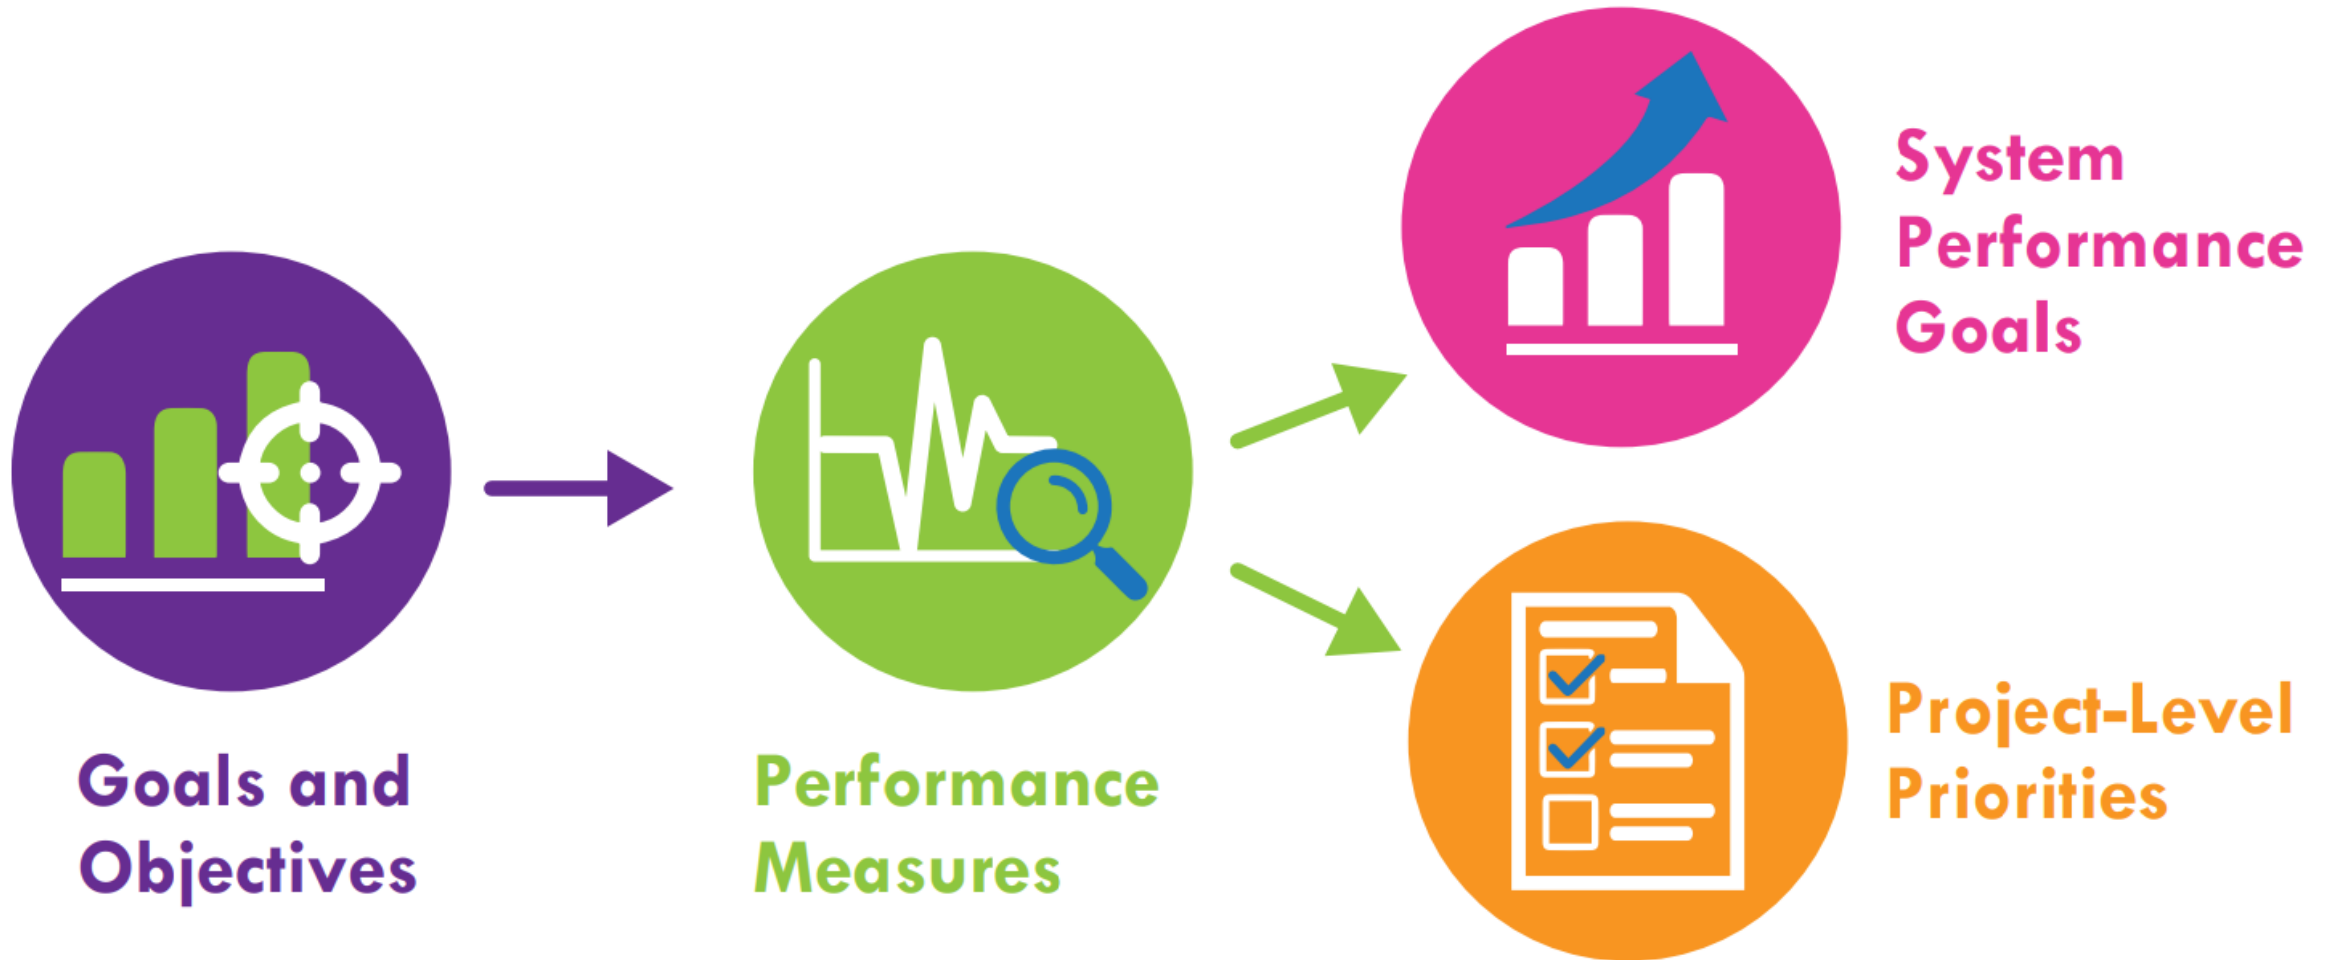 System
Performance
Goals
Goals and
Objectives
Performance
Measures
Project-Level
Priorities